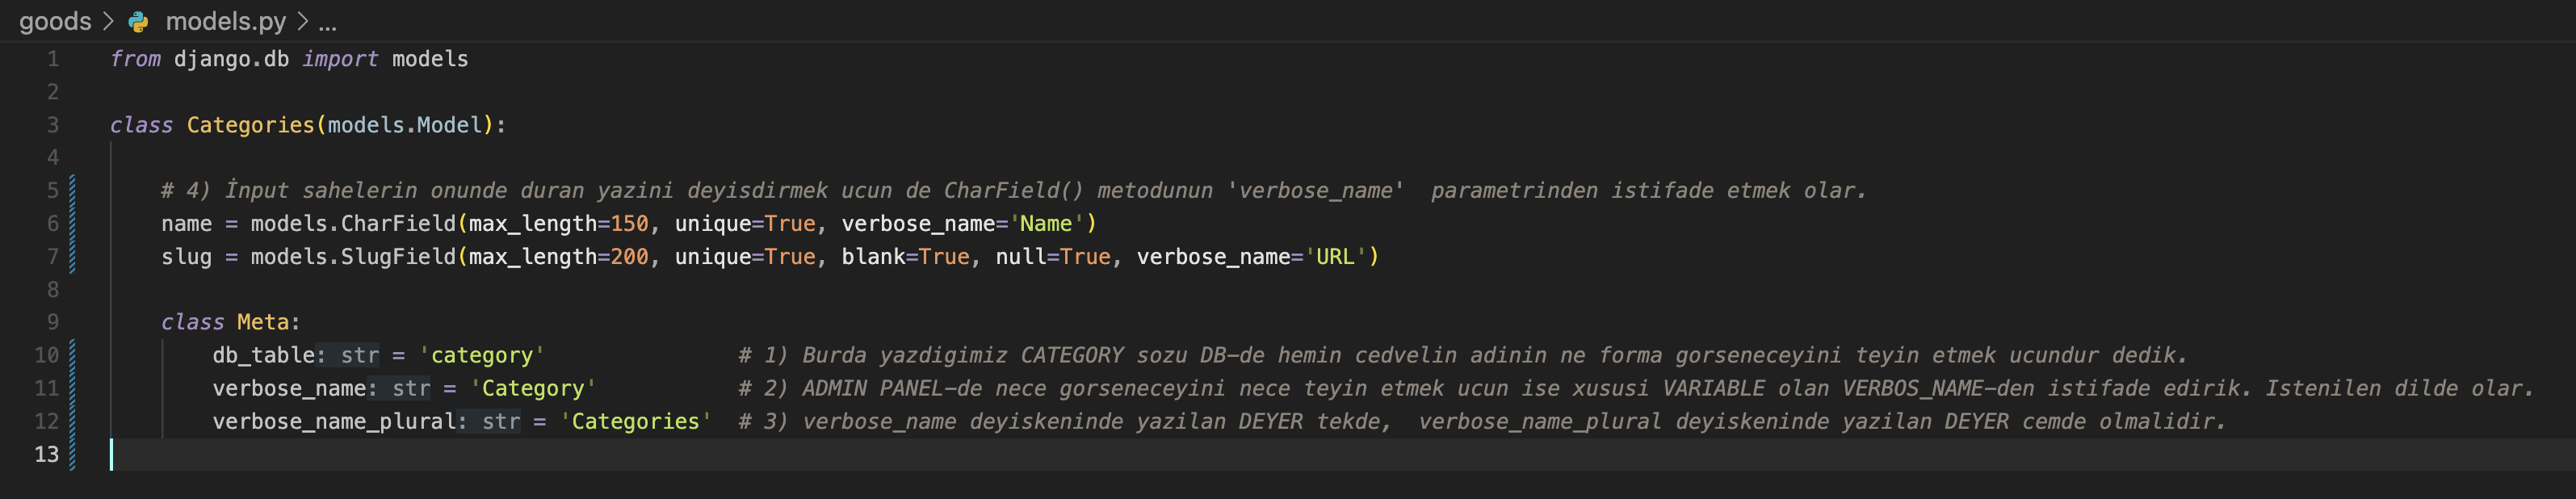 goods > models.py > ...
1 from django.db import models
2
3 class Categories(models.Model):
4
5 # 4) İnput sahelerin onunde duran yazini deyisdirmek ucun de CharField() metodunun 'verbose_name'  parametrinden istifade etmek olar.
6 name = models.CharField(max_length=150, unique=True, verbose_name='Name')
7 slug = models.SlugField(max_length=200, unique=True, blank=True, null=True, verbose_name='URL')
8
9 class Meta:
10 db_table: str = 'category' # 1) Burda yazdigimiz CATEGORY sozu DB-de hemin cedvelin adinin ne forma gorseneceyini teyin etmek ucundur dedik.
11 verbose_name: str = 'Category' # 2) ADMIN PANEL-de nece gorseneceyini nece teyin etmek ucun ise xususi VARIABLE olan VERBOS_NAME-den istifade edirik. Istenilen dilde olar.
12 verbose_name_plural: str = 'Categories' # 3) verbose_name deyiskeninde yazilan DEYER tekde,  verbose_name_plural deyiskeninde yazilan DEYER cemde olmalidir.
13